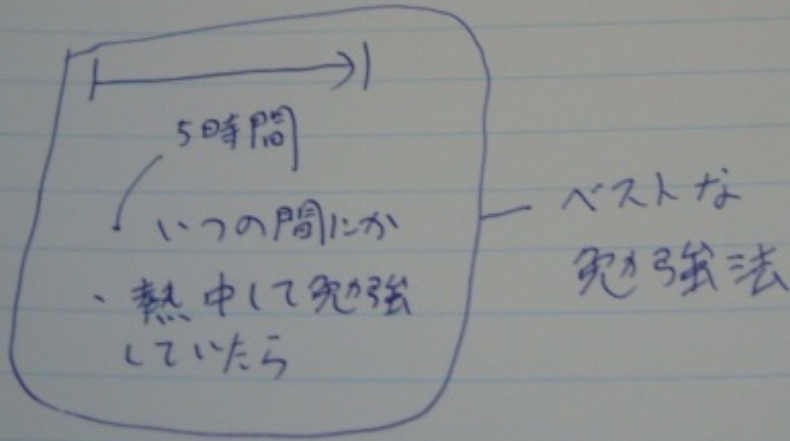 5時間
・いつの間にか
・熱中して勉強
していたら
ベストな
勉強法